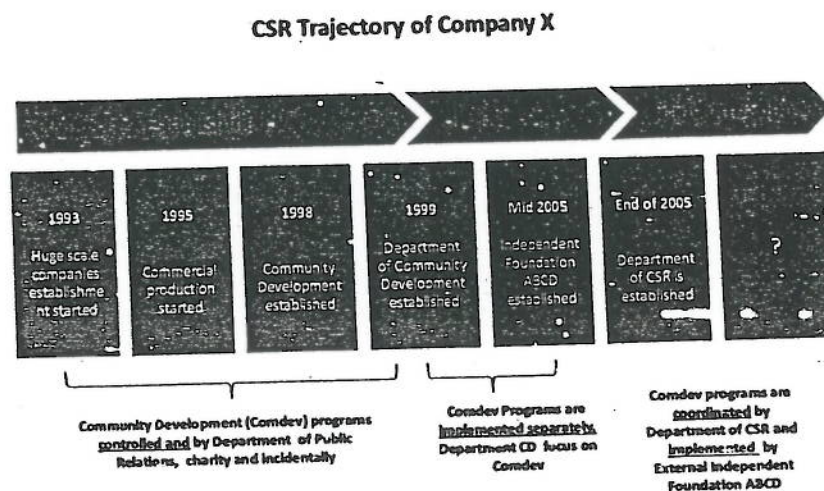 CSR Trajectory of Company X
1993
Huge scale
companies
establishme
nt started
1995
Commercial
production
started
1998
Community
Development
established
1999
Department
of Community
Development
established
Mid 2005
Independent
Foundation
ABCD
established
End of 2005
Department
of CSR is
established
?
Community Development (Comdev) programs
controlled and by Department of Public
Relations, charity and incidentally
Comdev Programs are
implemented separately,
Department CD focus on
Comdev
Comdev programs are
coordinated by
Department of CSR and
implemented by
External Independent
Foundation ABCD